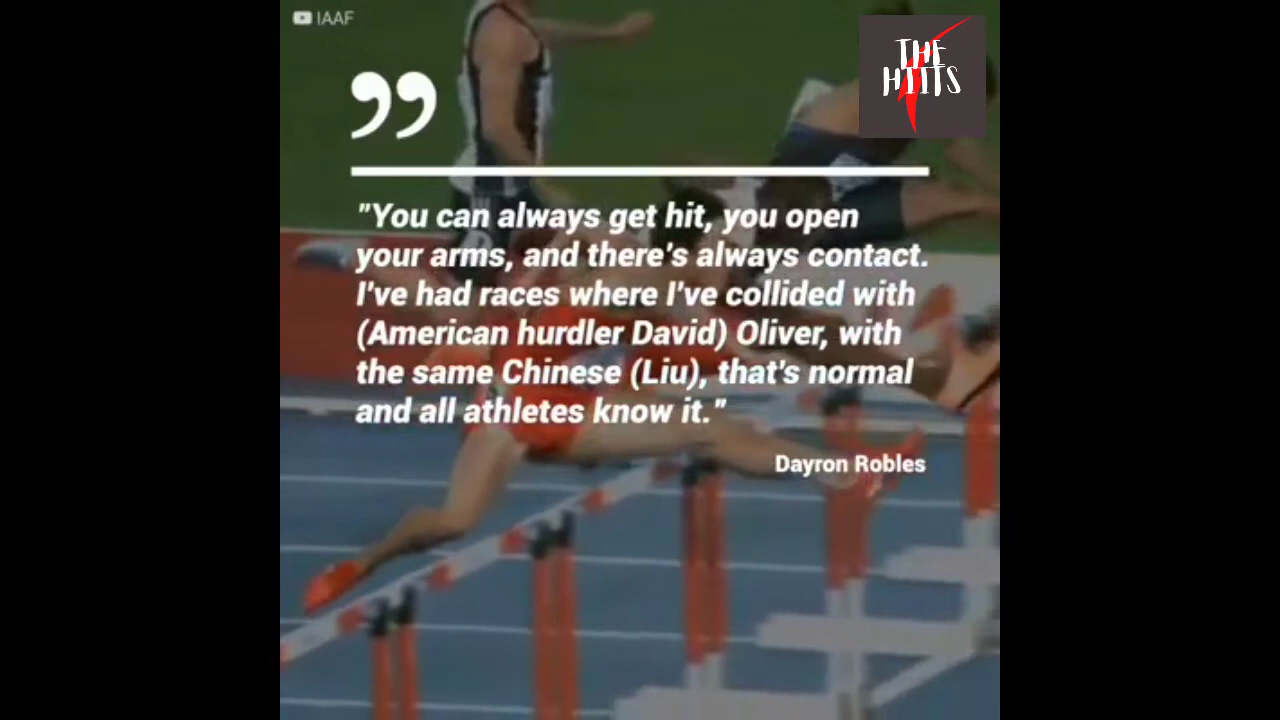 IAAF
THE
HIITS
"You can always get hit, you open
your arms, and there's always contact.
I've had races where I've collided with
(American hurdler David) Oliver, with
the same Chinese (Liu), that's normal
and all athletes know it."
Dayron Robles